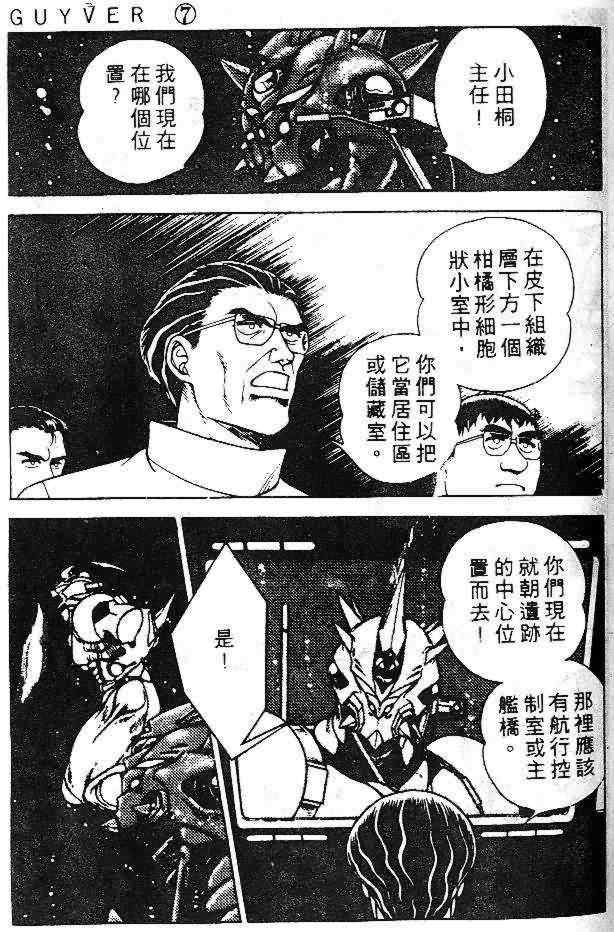 GUYVER ⑦
小田桐
主任！
我們現在
在哪個位
置？
在皮下組織
層下方一個
柑橘形細胞
狀小室中，
你們可以把
它當居住區
或儲藏室。
你們現在
就朝遺跡
的中心位
置而去！
那裡應該
有航行控
制室或主
艦橋。
是！